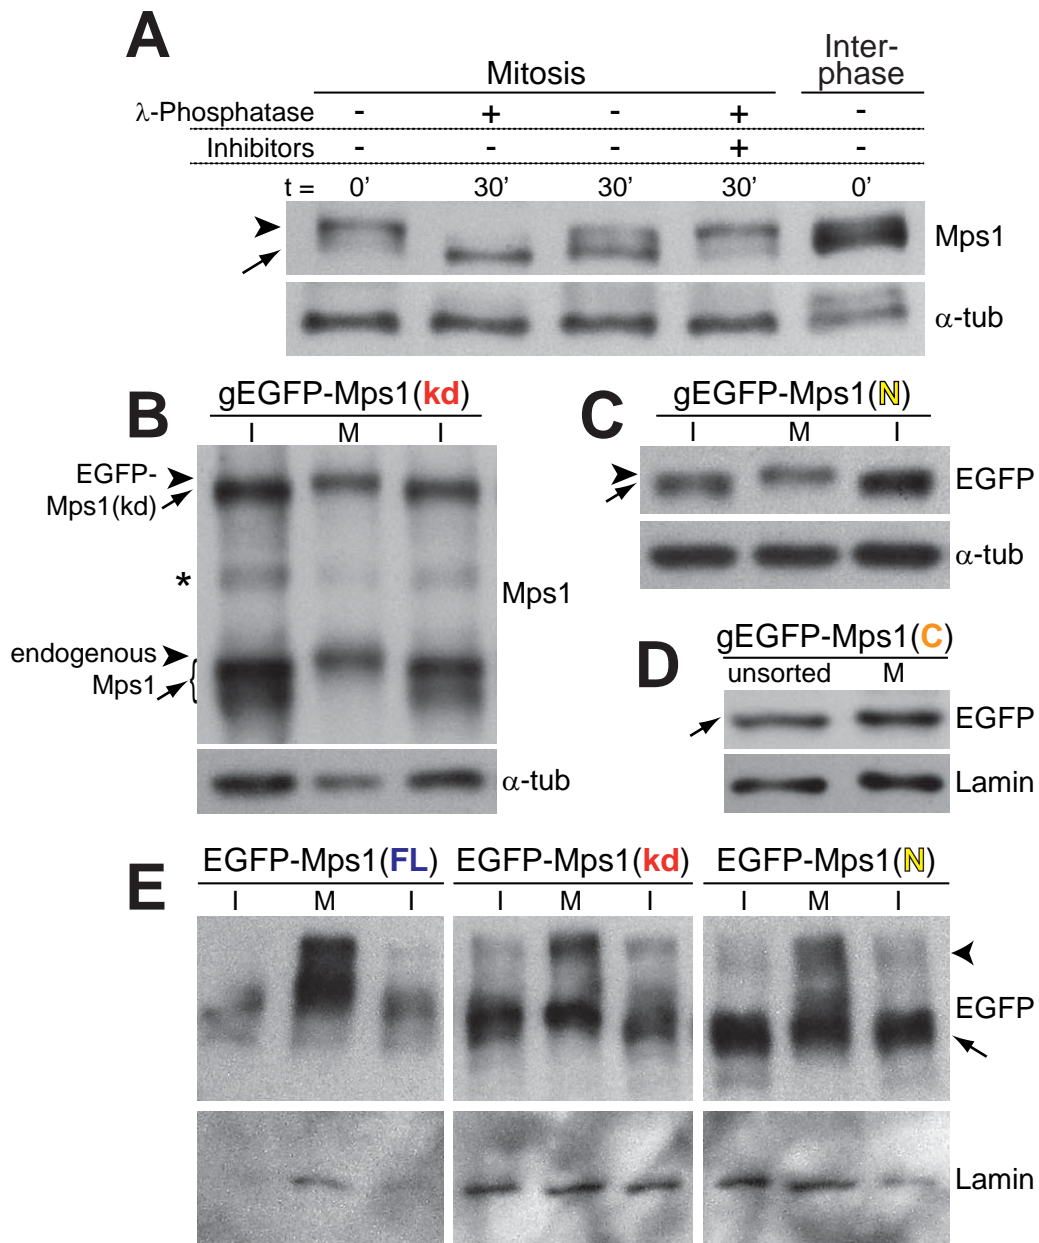 A
Mitosis
Inter-
phase
λ-Phosphatase - + - + -
Inhibitors - - - + -
t = 0' 30' 30' 30' 0'
Mps1
α-tub
B
gEGFP-Mps1(kd)
I M I
EGFP-
Mps1(kd)
*
Mps1
endogenous
Mps1
α-tub
C
gEGFP-Mps1(N)
I M I
EGFP
α-tub
D
gEGFP-Mps1(C)
unsorted M
EGFP
Lamin
E
EGFP-Mps1(FL) EGFP-Mps1(kd) EGFP-Mps1(N)
I M I I M I I M I
EGFP
Lamin